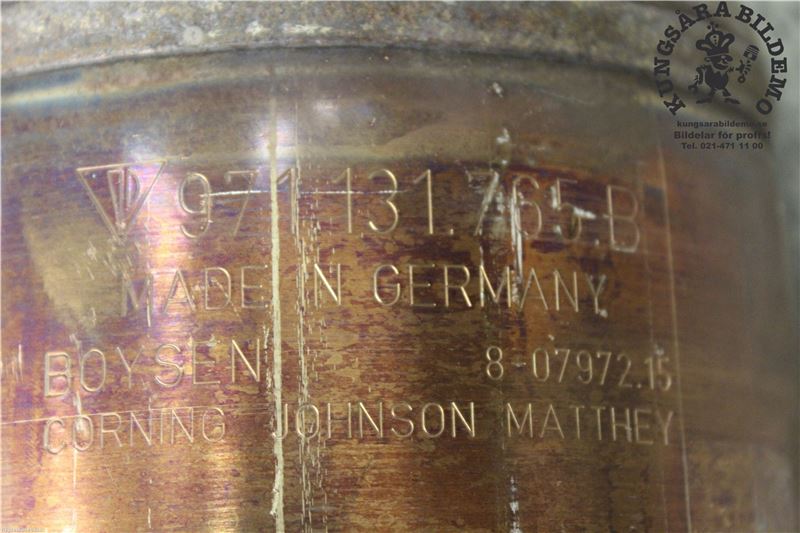 KUNGSÅRA BILDEMO
kungsarabildemo.se
Bildelar för proffs!
Tel. 021-471 11 00
971.131.765.B
MADE IN GERMANY
BOYSEN 8-07972.15
CORNING JOHNSON MATTHEY